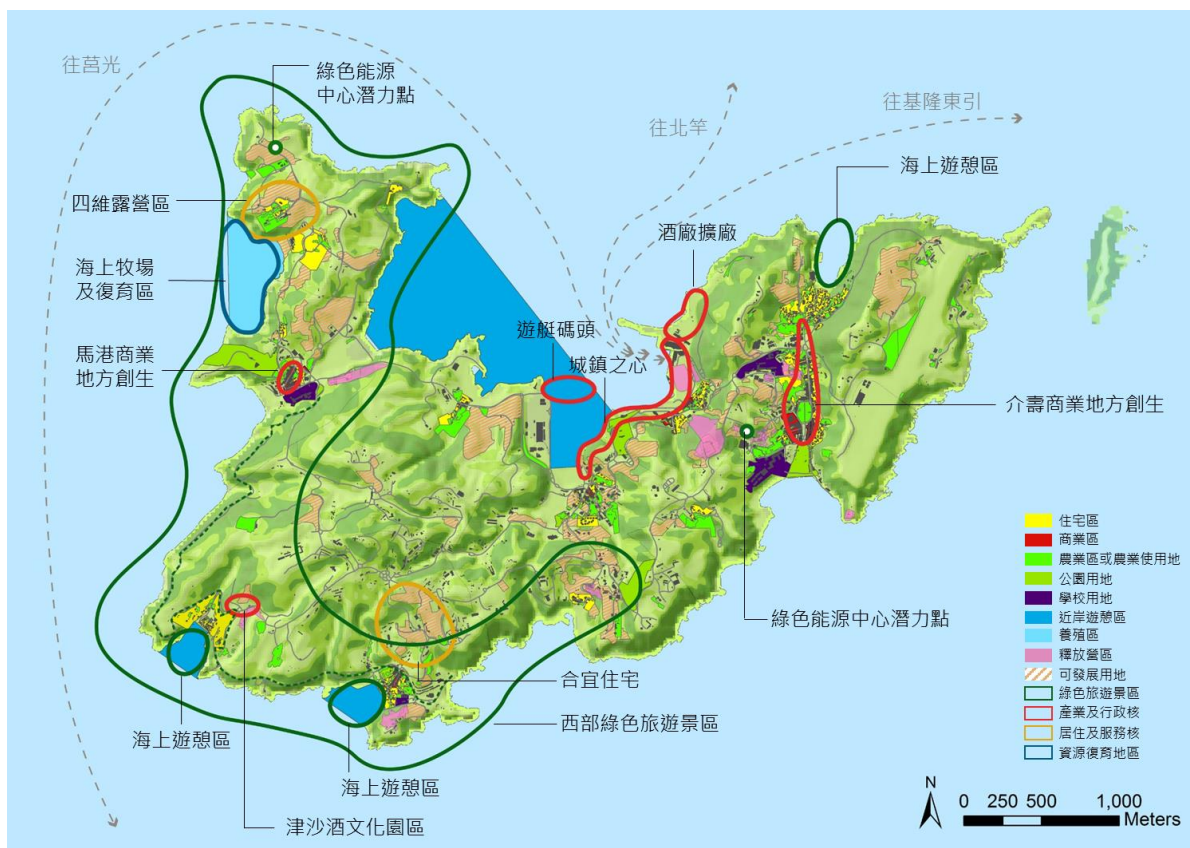 往莒光
綠色能源
中心潛力點
往北竿
往基隆東引
海上遊憩區
四維露營區
酒廠擴廠
海上牧場
及復育區
遊艇碼頭
城鎮之心
馬港商業
地方創生
介壽商業地方創生
綠色能源中心潛力點
合宜住宅
西部綠色旅遊景區
海上遊憩區
海上遊憩區
津沙酒文化園區
住宅區
商業區
農業區或農業使用地
公園用地
學校用地
近岸遊憩區
養殖區
釋放營區
可發展用地
綠色旅遊景區
產業及行政核
居住及服務核
資源復育地區
N
0 250 500 1,000
Meters